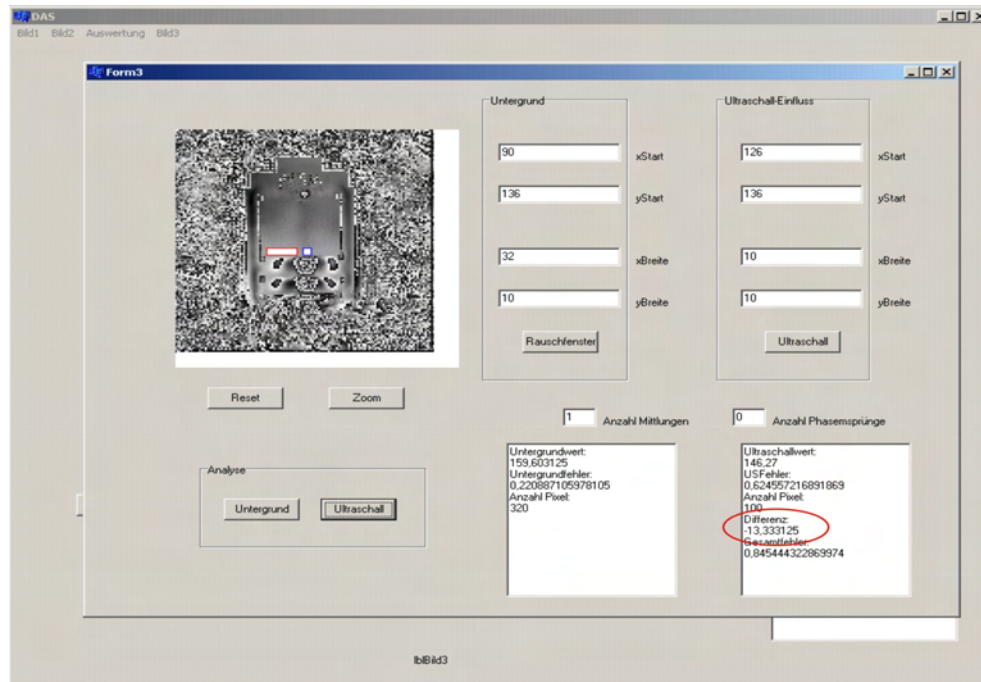 DAS
Bild1 Bild2 Auswertung Bild3
Form3
Untergrund
90 xStart
136 yStart
32 xBreite
10 yBreite
Rauschfenster
Ultraschall-Einfluss
126 xStart
136 yStart
10 xBreite
10 yBreite
Ultraschall
Reset Zoom
1 Anzahl Mittlungen
0 Anzahl Phasemsprünge
Analyse
Untergrund Ultraschall
Untergrundwert:
159,603125
Untergrundfehler:
0,220887105978105
Anzahl Pixel:
320
Ultraschallwert:
146,27
USFehler:
0,624557216891869
Anzahl Pixel:
100
Differenz:
-13,333125
Gesamtfehler:
0,845444322869974
lblBild3